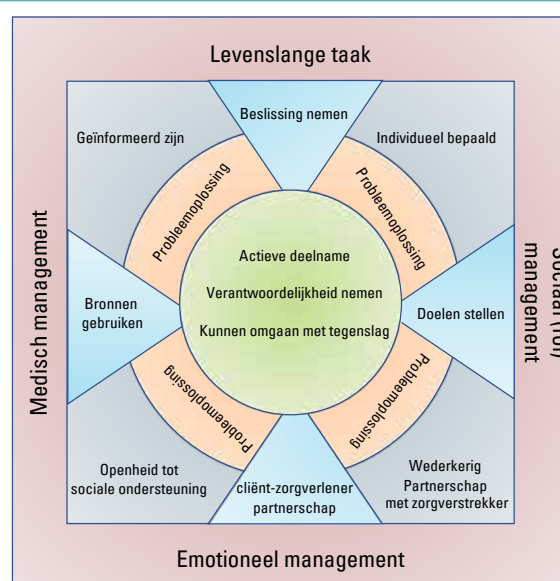 Levenslange taak
Beslissing nemen
Geïnformeerd zijn
Individueel bepaald
Probleemoplossing
Probleemoplossing
Medisch management
Sociaal (rol)
management
Actieve deelname
Verantwoordelijkheid nemen
Kunnen omgaan met tegenslag
Bronnen
gebruiken
Doelen stellen
Probleemoplossing
Probleemoplossing
Openheid tot
sociale ondersteuning
cliënt-zorgverlener
partnerschap
Wederkerig
Partnerschap
met zorgverstrekker
Emotioneel management